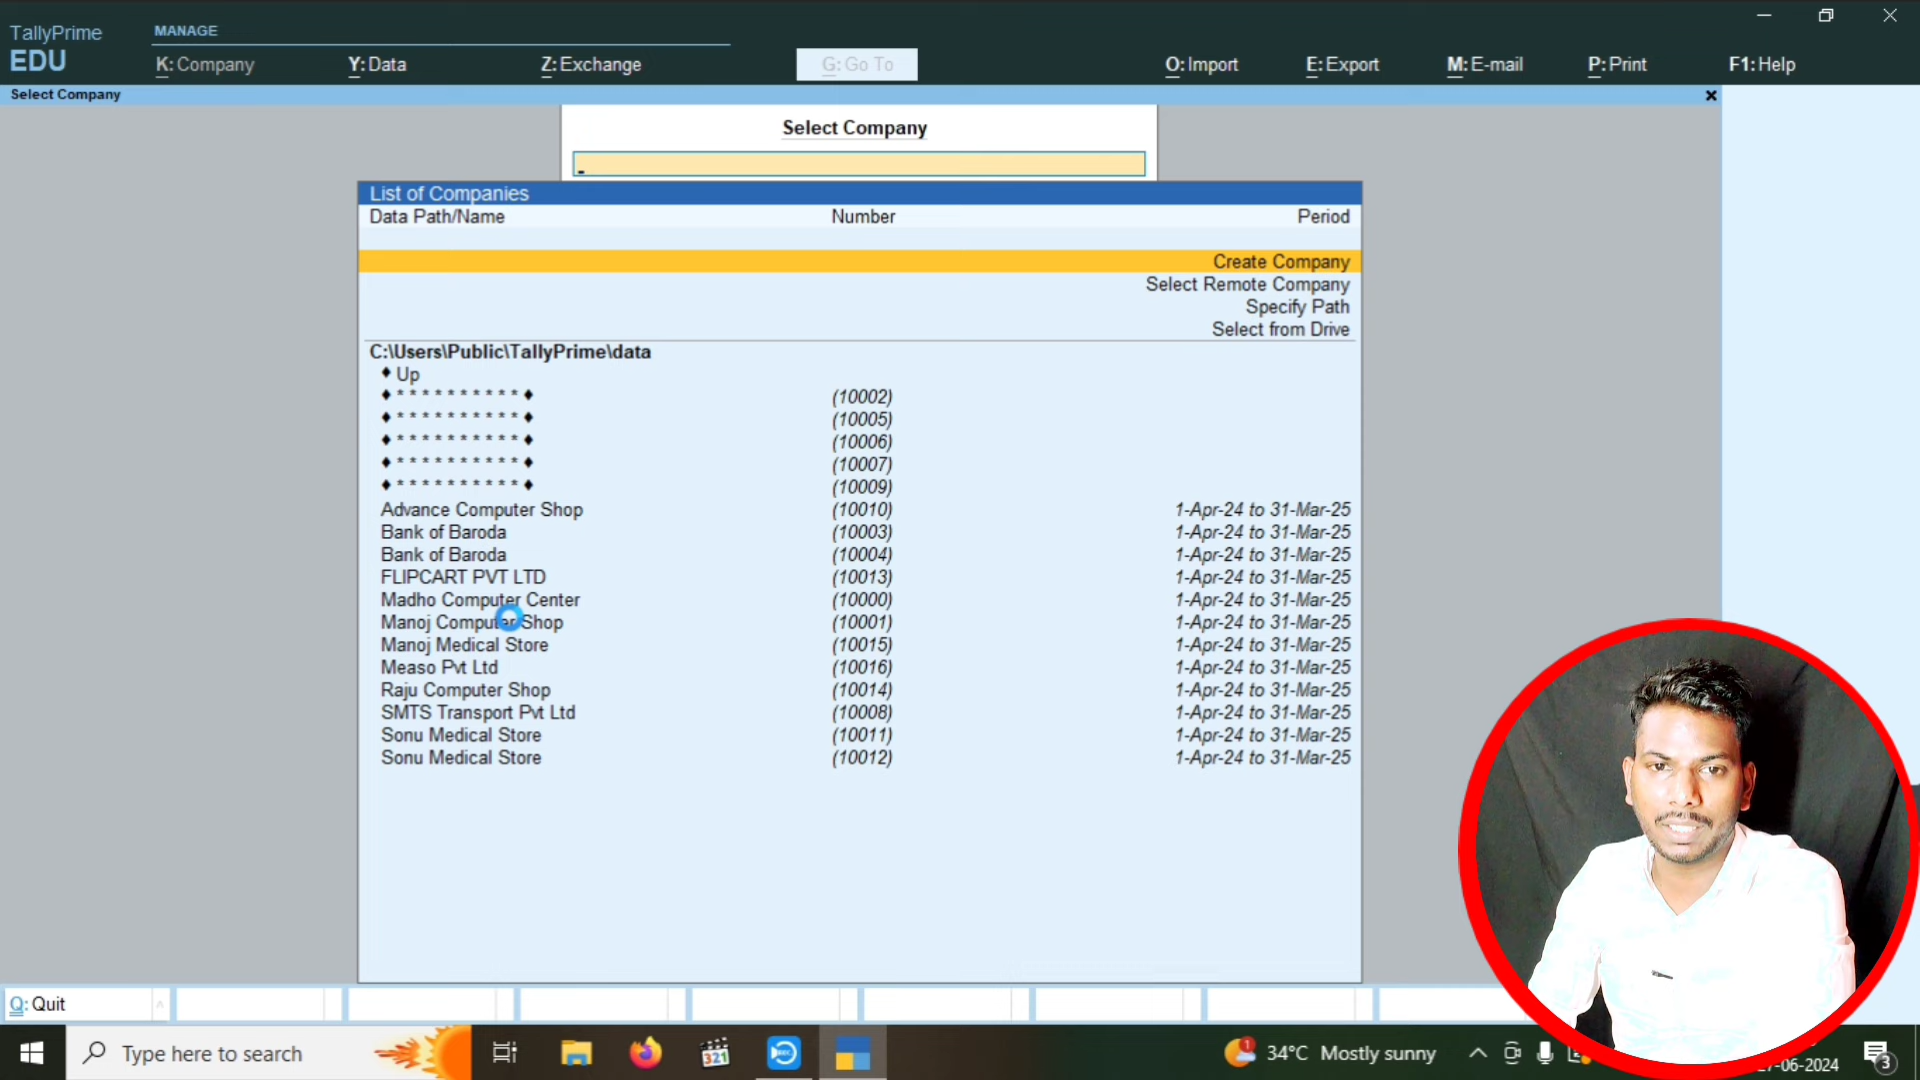 TallyPrime
EDU
MANAGE
K: Company
Y: Data
Z: Exchange
G: Go To
O: Import
E: Export
M: E-mail
P: Print
F1: Help
Select Company
Select Company
List of Companies
Data Path/Name Number Period
Create Company
Select Remote Company
Specify Path
Select from Drive
C:\Users\Public\TallyPrime\data
♦ Up
♦ * * * * * * * * * * ♦ (10002)
♦ * * * * * * * * * * ♦ (10005)
♦ * * * * * * * * * * ♦ (10006)
♦ * * * * * * * * * * ♦ (10007)
♦ * * * * * * * * * * ♦ (10009)
Advance Computer Shop (10010) 1-Apr-24 to 31-Mar-25
Bank of Baroda (10003) 1-Apr-24 to 31-Mar-25
Bank of Baroda (10004) 1-Apr-24 to 31-Mar-25
FLIPCART PVT LTD (10013) 1-Apr-24 to 31-Mar-25
Madho Computer Center (10000) 1-Apr-24 to 31-Mar-25
Manoj Computer Shop (10001) 1-Apr-24 to 31-Mar-25
Manoj Medical Store (10015) 1-Apr-24 to 31-Mar-25
Measo Pvt Ltd (10016) 1-Apr-24 to 31-Mar-25
Raju Computer Shop (10014) 1-Apr-24 to 31-Mar-25
SMTS Transport Pvt Ltd (10008) 1-Apr-24 to 31-Mar-25
Sonu Medical Store (10011) 1-Apr-24 to 31-Mar-25
Sonu Medical Store (10012) 1-Apr-24 to 31-Mar-25
Q: Quit
Type here to search
321
REC
1
34°C Mostly sunny
-06-2024
3